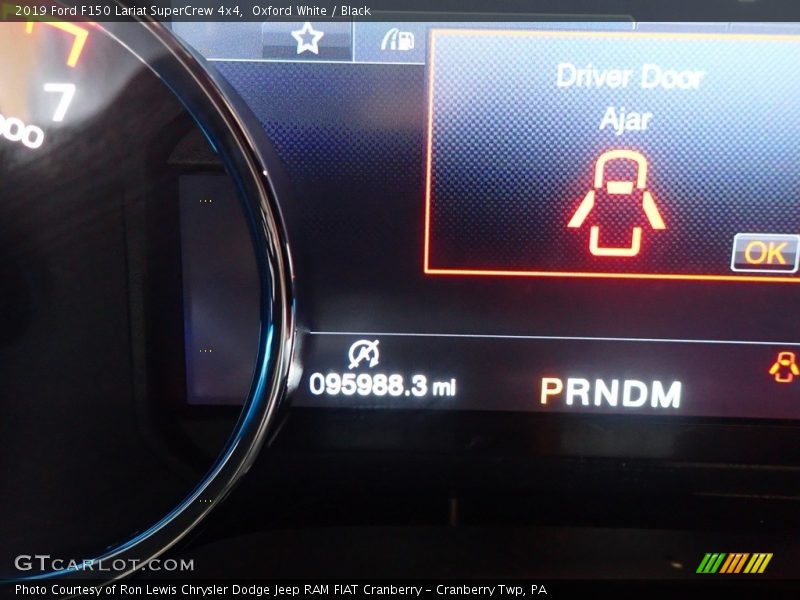 2019 Ford F150 Lariat SuperCrew 4x4,  Oxford White / Black
7
Driver Door
Ajar
OK
095988.3 mi
PRNDM
GTCARLOT.COM
Photo Courtesy of Ron Lewis Chrysler Dodge Jeep RAM FIAT Cranberry – Cranberry Twp, PA